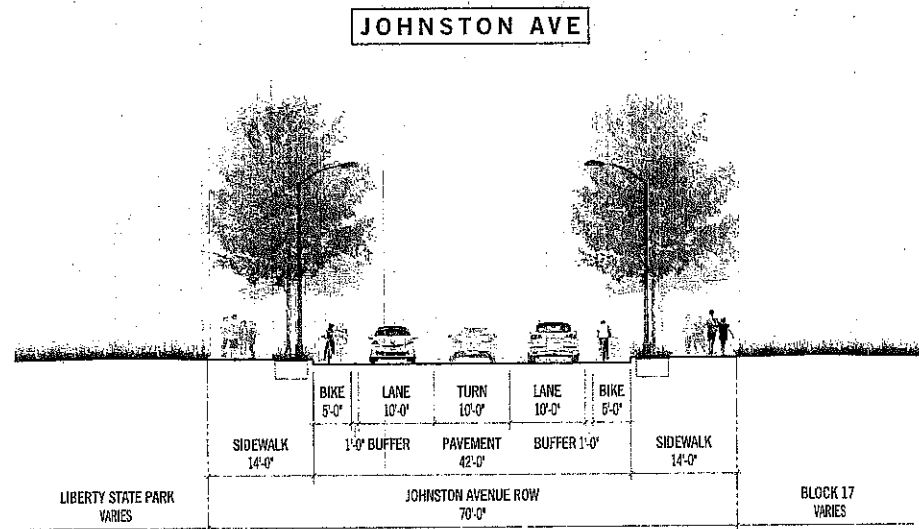 JOHNSTON AVE
BIKE LANE TURN LANE BIKE
5'-0" 10'-0" 10'-0" 10'-0" 5'-0"
SIDEWALK 1'-0" BUFFER PAVEMENT BUFFER 1'-0" SIDEWALK
14'-0" 42'-0" 14'-0"
LIBERTY STATE PARK JOHNSTON AVENUE ROW BLOCK 17
VARIES 70'-0" VARIES